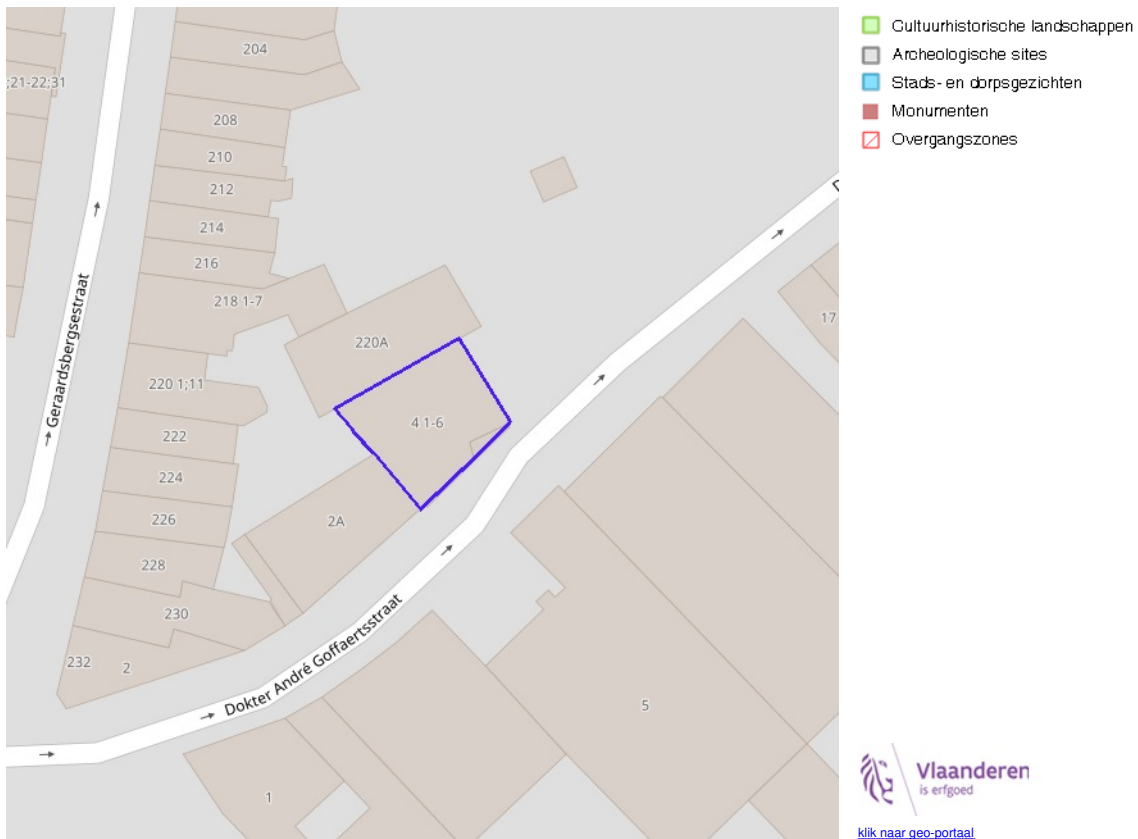 204
;21-22;31
208
210
212
214
216
218 1-7
220A
17
220 1;11
4 1-6
222
224
2A
226
228
230
232
2
5
1
Geraardsbergsestraat
Dokter André Goffaertsstraat
D
Cultuurhistorische landschappen
Archeologische sites
Stads- en dorpsgezichten
Monumenten
Overgangszones
Vlaanderen
is erfgoed
klik naar geo-portaal